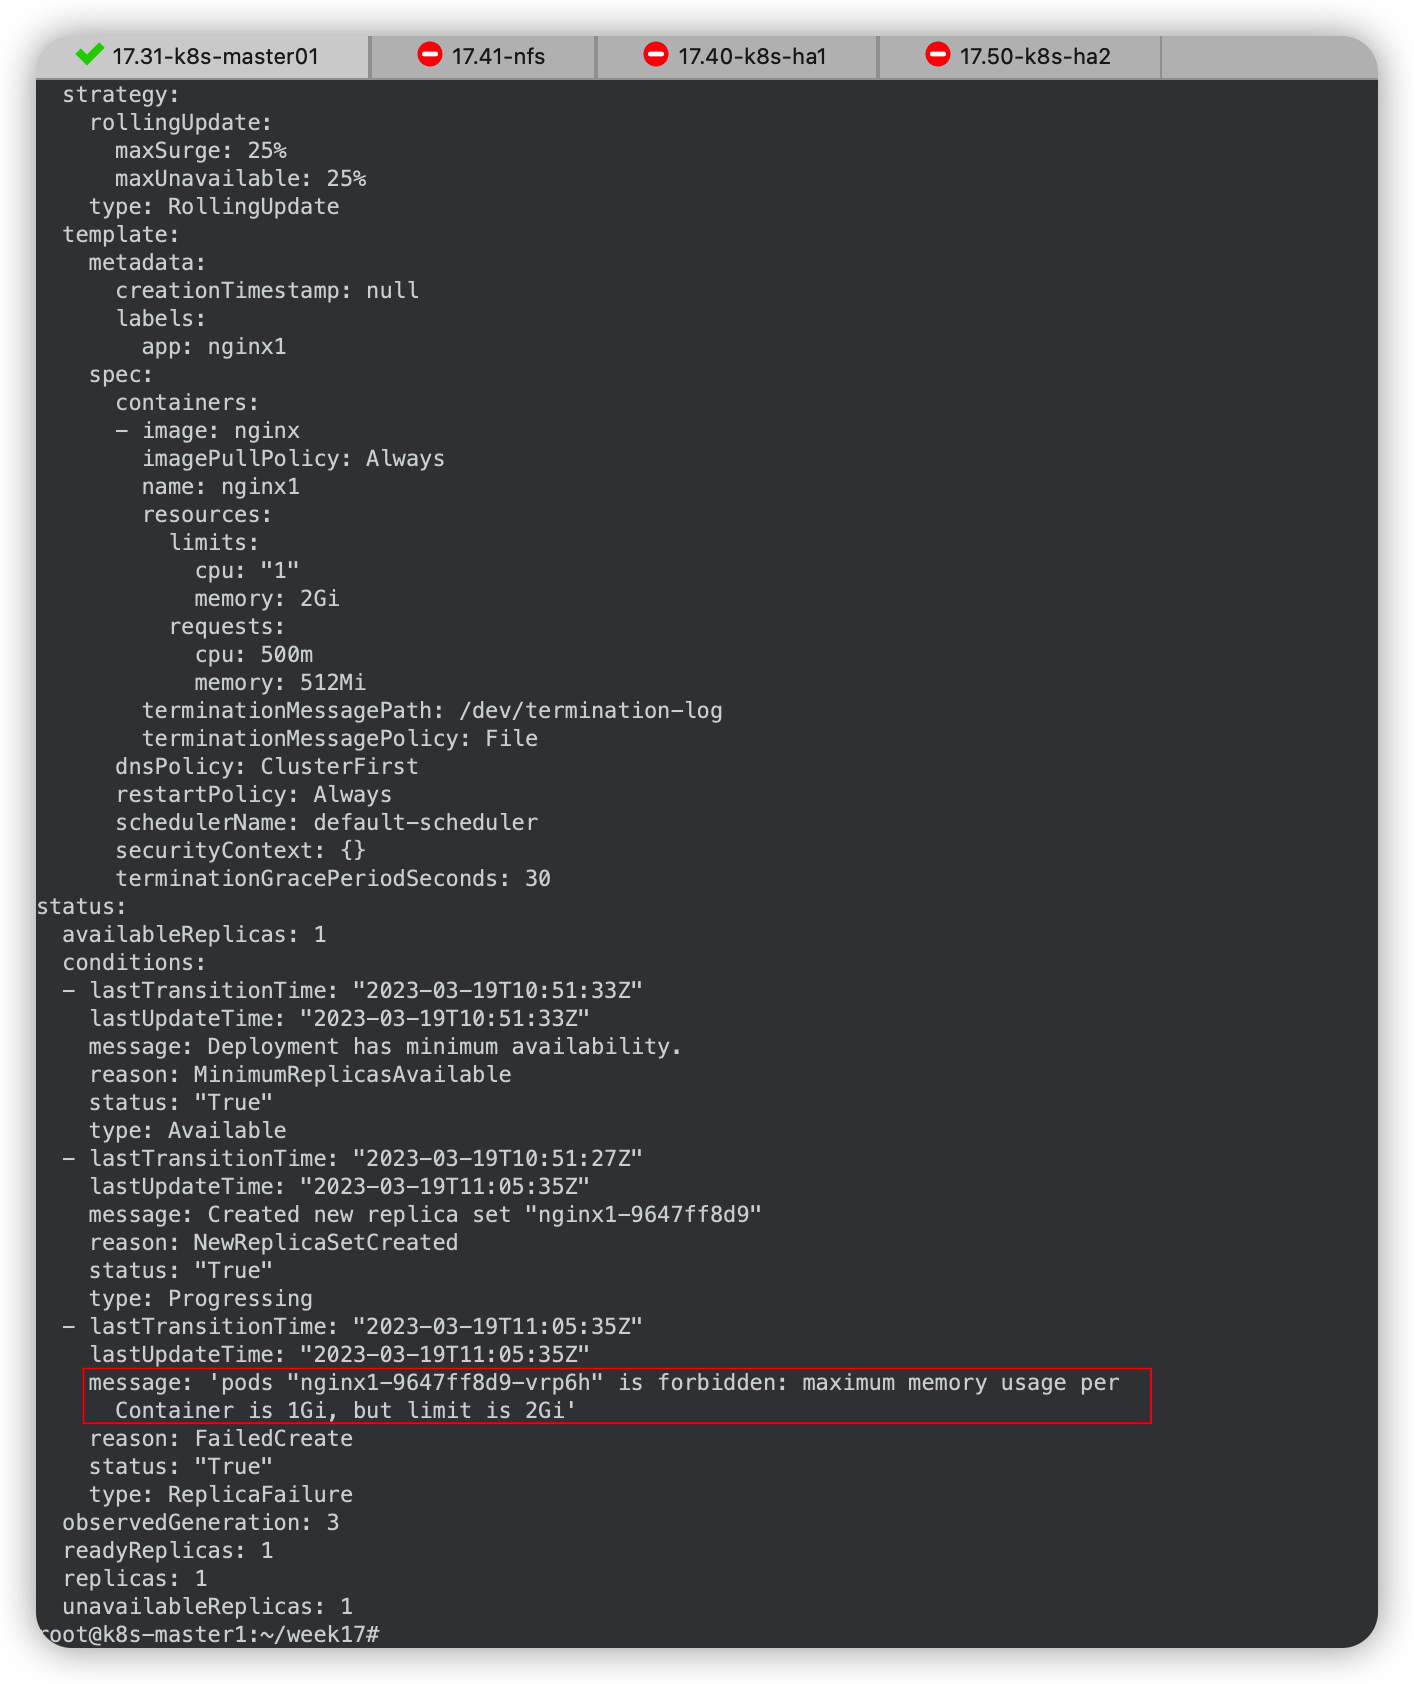 17.31-k8s-master01 17.41-nfs 17.40-k8s-ha1 17.50-k8s-ha2
  strategy:
    rollingUpdate:
      maxSurge: 25%
      maxUnavailable: 25%
    type: RollingUpdate
  template:
    metadata:
      creationTimestamp: null
      labels:
        app: nginx1
    spec:
      containers:
      - image: nginx
        imagePullPolicy: Always
        name: nginx1
        resources:
          limits:
            cpu: "1"
            memory: 2Gi
          requests:
            cpu: 500m
            memory: 512Mi
        terminationMessagePath: /dev/termination-log
        terminationMessagePolicy: File
      dnsPolicy: ClusterFirst
      restartPolicy: Always
      schedulerName: default-scheduler
      securityContext: {}
      terminationGracePeriodSeconds: 30
status:
  availableReplicas: 1
  conditions:
  - lastTransitionTime: "2023-03-19T10:51:33Z"
    lastUpdateTime: "2023-03-19T10:51:33Z"
    message: Deployment has minimum availability.
    reason: MinimumReplicasAvailable
    status: "True"
    type: Available
  - lastTransitionTime: "2023-03-19T10:51:27Z"
    lastUpdateTime: "2023-03-19T11:05:35Z"
    message: Created new replica set "nginx1-9647ff8d9"
    reason: NewReplicaSetCreated
    status: "True"
    type: Progressing
  - lastTransitionTime: "2023-03-19T11:05:35Z"
    lastUpdateTime: "2023-03-19T11:05:35Z"
    message: 'pods "nginx1-9647ff8d9-vrp6h" is forbidden: maximum memory usage per
      Container is 1Gi, but limit is 2Gi'
    reason: FailedCreate
    status: "True"
    type: ReplicaFailure
  observedGeneration: 3
  readyReplicas: 1
  replicas: 1
  unavailableReplicas: 1
root@k8s-master1:~/week17#